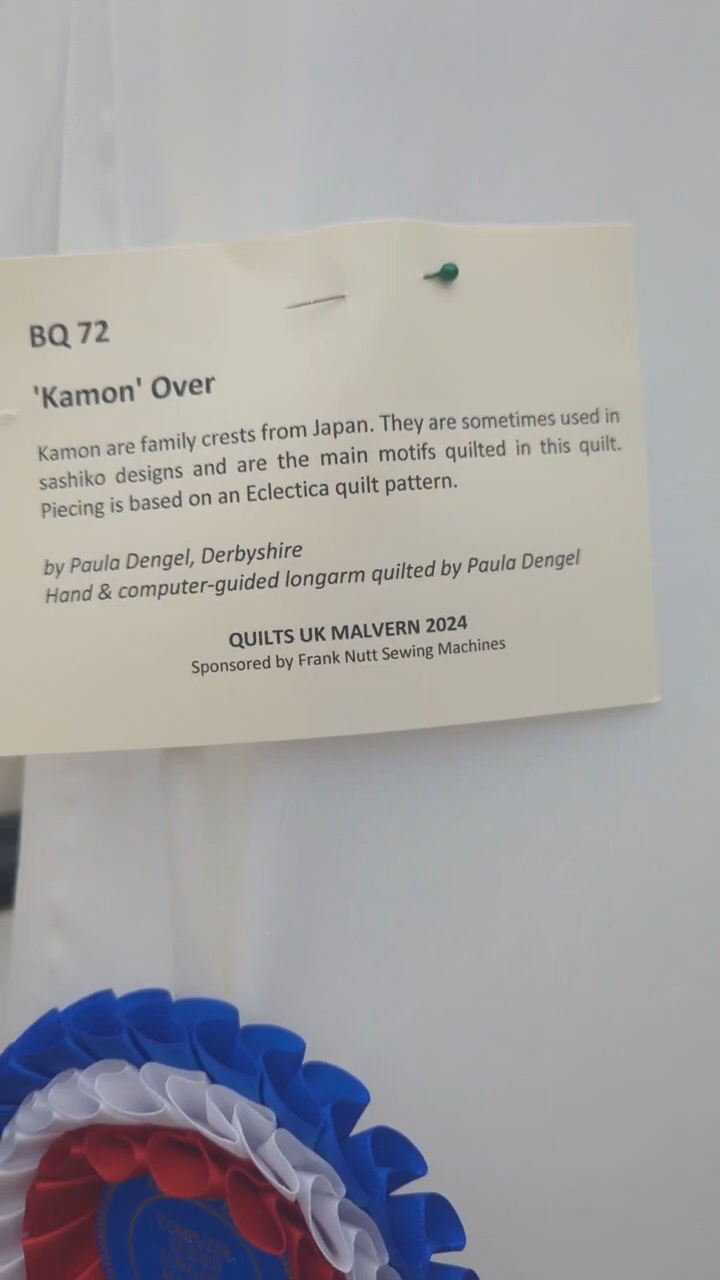 BQ 72
'Kamon' Over
Kamon are family crests from Japan. They are sometimes used in
sashiko designs and are the main motifs quilted in this quilt.
Piecing is based on an Eclectica quilt pattern.
by Paula Dengel, Derbyshire
Hand & computer-guided longarm quilted by Paula Dengel
QUILTS UK MALVERN 2024
Sponsored by Frank Nutt Sewing Machines
COMPUTER-